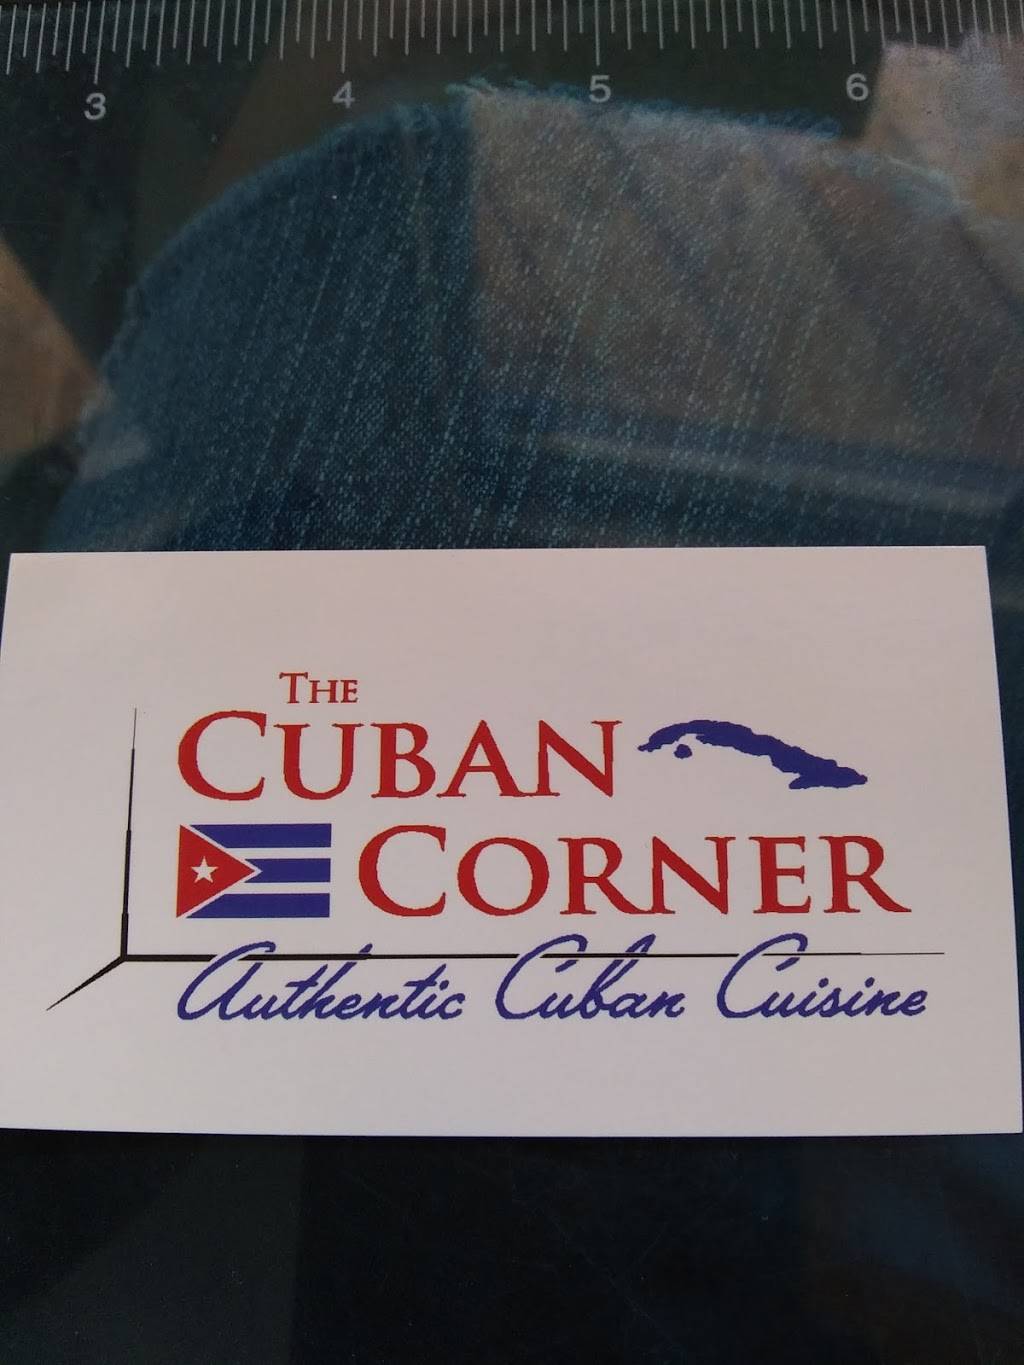 3 4 5 6
THE
CUBAN
CORNER
Authentic Cuban Cuisine